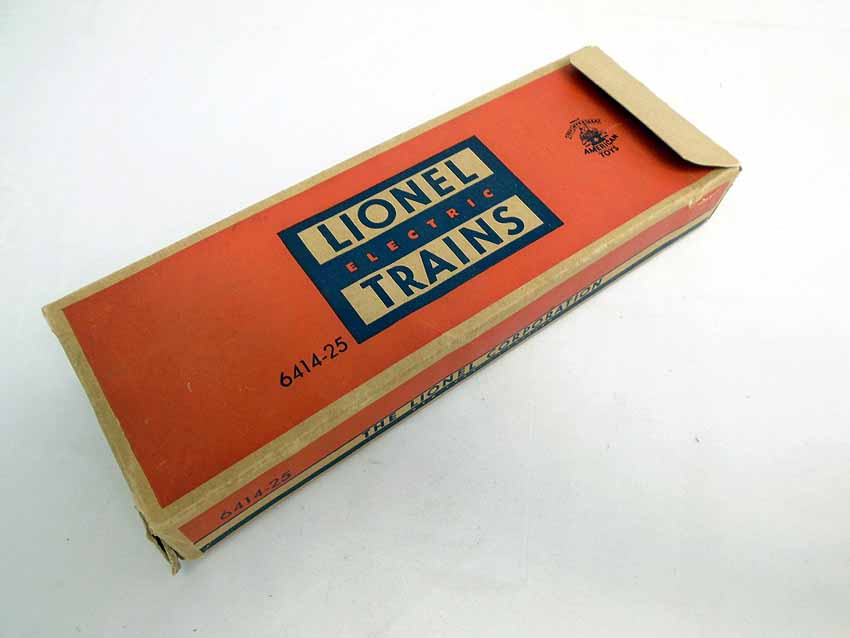 LIONEL
ELECTRIC
TRAINS
6414-25
AMERICAN
TOYS
THE LIONEL CORPORATION
6414-25